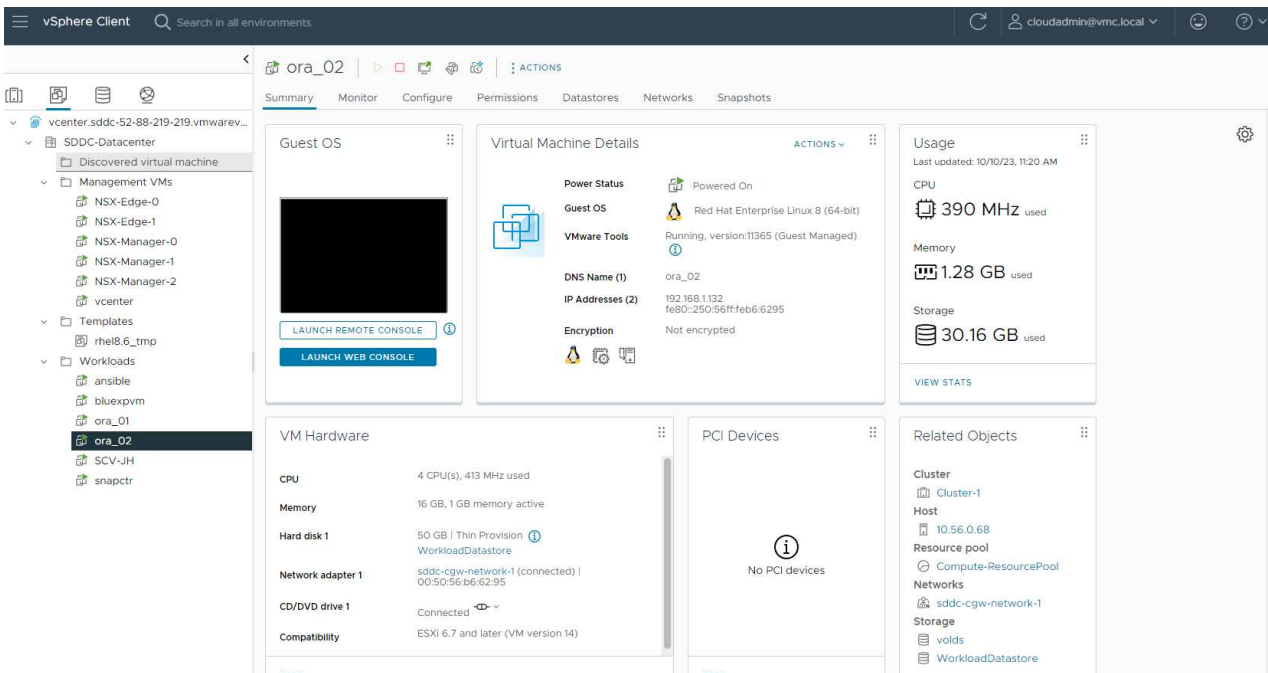 vSphere Client
Search in all environments
cloudadmin@vmc.local
vcenter.sddc-52-88-219-219.vmwarev...
SDDC-Datacenter
Discovered virtual machine
Management VMs
NSX-Edge-0
NSX-Edge-1
NSX-Manager-0
NSX-Manager-1
NSX-Manager-2
vcenter
Templates
rhel8.6_tmp
Workloads
ansible
bluexpvm
ora_01
ora_02
SCV-JH
snapctr
ora_02
ACTIONS
Summary Monitor Configure Permissions Datastores Networks Snapshots
Guest OS
LAUNCH REMOTE CONSOLE
LAUNCH WEB CONSOLE
Virtual Machine Details
ACTIONS
Power Status Powered On
Guest OS Red Hat Enterprise Linux 8 (64-bit)
VMware Tools Running, version:11365 (Guest Managed)
DNS Name (1) ora_02
IP Addresses (2) 192.168.1.132
fe80::250:56ff:feb6:6295
Encryption Not encrypted
Usage
Last updated: 10/10/23, 11:20 AM
CPU
390 MHz used
Memory
1.28 GB used
Storage
30.16 GB used
VIEW STATS
VM Hardware
CPU 4 CPU(s), 413 MHz used
Memory 16 GB, 1 GB memory active
Hard disk 1 50 GB | Thin Provision
WorkloadDatastore
Network adapter 1 sddc-cgw-network-1 (connected) |
00:50:56:b6:62:95
CD/DVD drive 1 Connected
Compatibility ESXi 6.7 and later (VM version 14)
PCI Devices
No PCI devices
Related Objects
Cluster
Cluster-1
Host
10.56.0.68
Resource pool
Compute-ResourcePool
Networks
sddc-cgw-network-1
Storage
volds
WorkloadDatastore